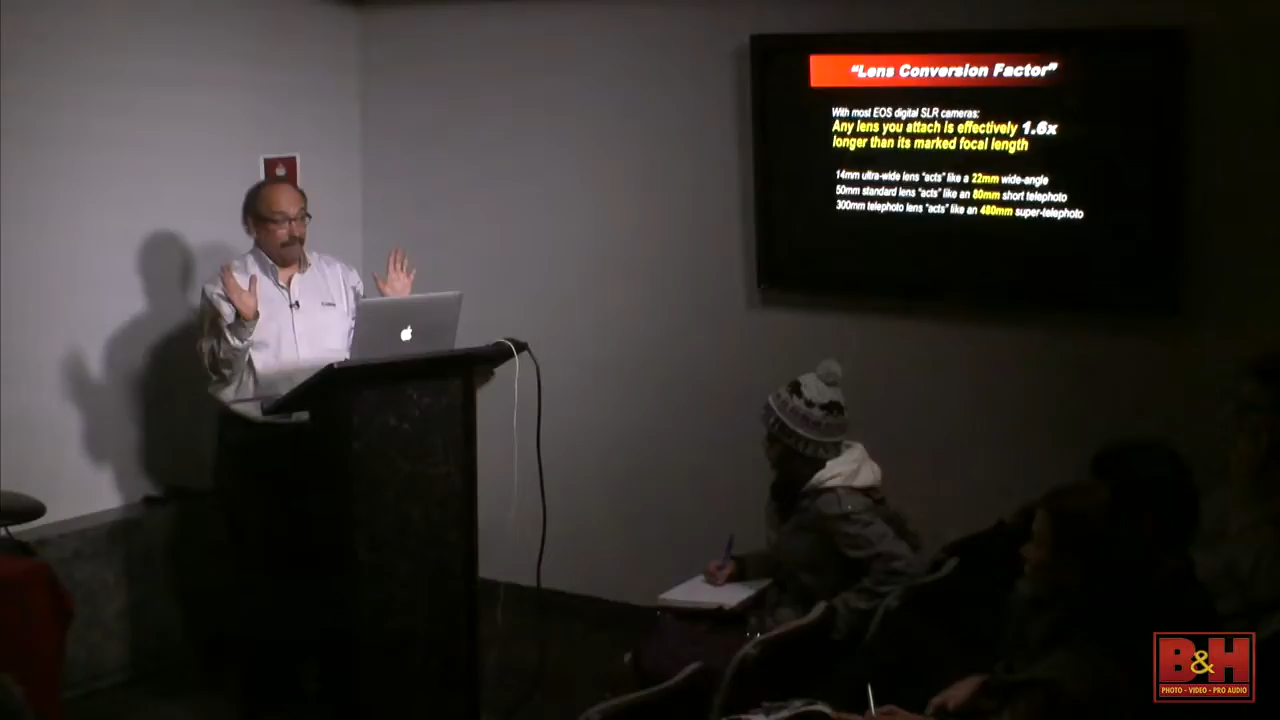 "Lens Conversion Factor"
With most EOS digital SLR cameras:
Any lens you attach is effectively 1.6x
longer than its marked focal length
14mm ultra-wide lens "acts" like a 22mm wide-angle
50mm standard lens "acts" like an 80mm short telephoto
300mm telephoto lens "acts" like an 480mm super-telephoto
B&H
PHOTO - VIDEO - PRO AUDIO